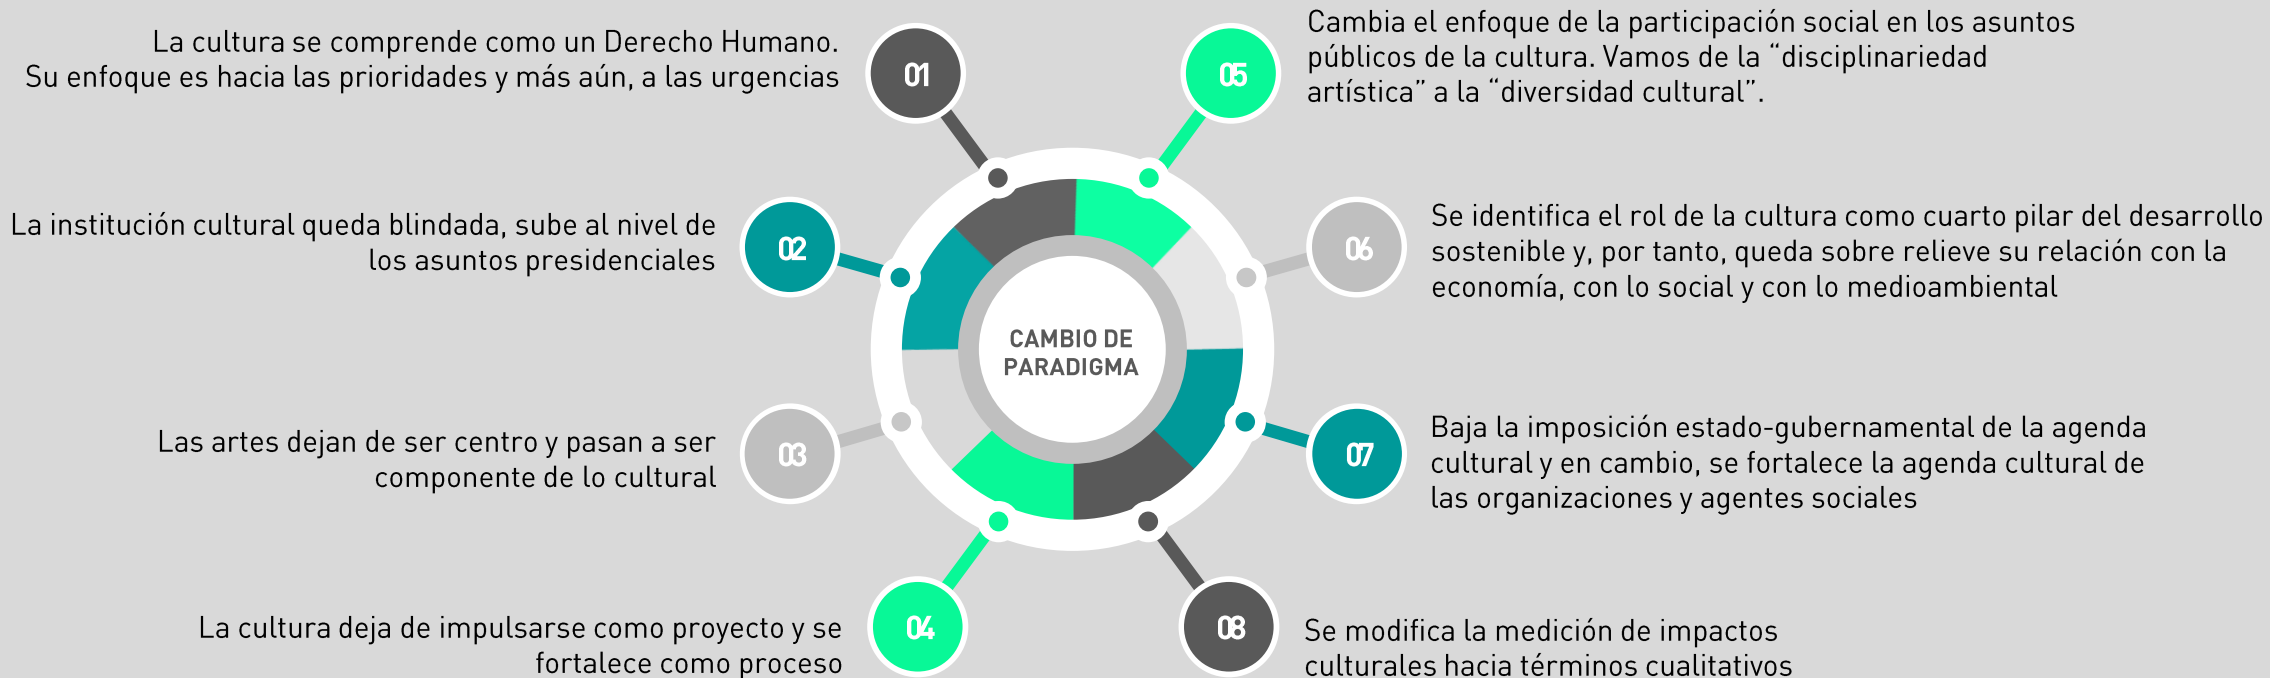 01
La cultura se comprende como un Derecho Humano.
Su enfoque es hacia las prioridades y más aún, a las urgencias
02
La institución cultural queda blindada, sube al nivel de
los asuntos presidenciales
03
Las artes dejan de ser centro y pasan a ser
componente de lo cultural
04
La cultura deja de impulsarse como proyecto y se
fortalece como proceso
CAMBIO DE
PARADIGMA
05
Cambia el enfoque de la participación social en los asuntos
públicos de la cultura. Vamos de la “disciplinariedad
artística” a la “diversidad cultural”.
06
Se identifica el rol de la cultura como cuarto pilar del desarrollo
sostenible y, por tanto, queda sobre relieve su relación con la
economía, con lo social y con lo medioambiental
07
Baja la imposición estado-gubernamental de la agenda
cultural y en cambio, se fortalece la agenda cultural de
las organizaciones y agentes sociales
08
Se modifica la medición de impactos
culturales hacia términos cualitativos